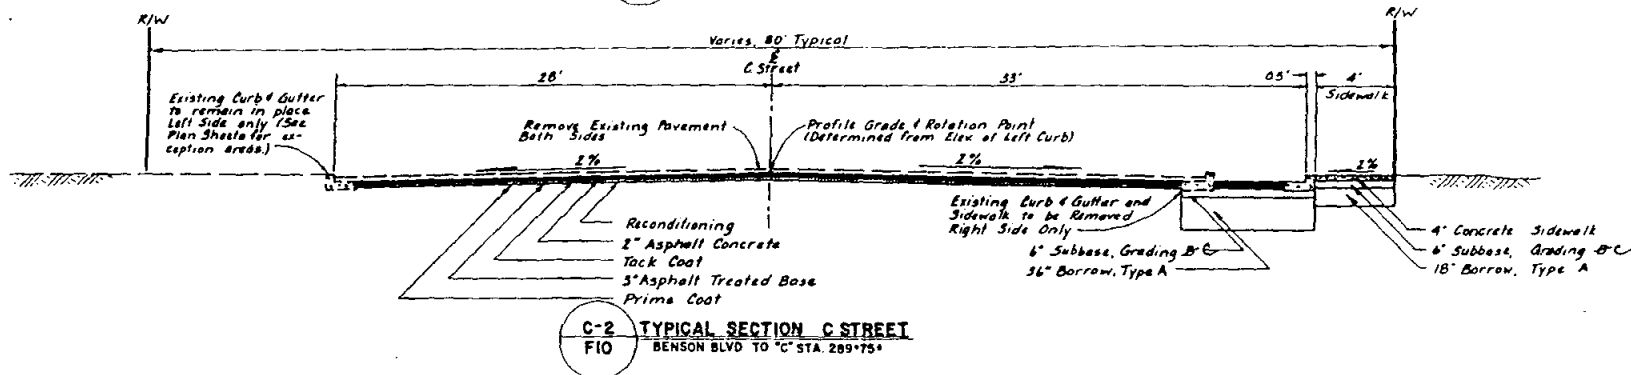 R/W
R/W
Varies, 80' Typical
℄
C Street
28'
33'
0.5'
4'
Sidewalk
Existing Curb & Gutter
to remain in place
Left Side only (See
Plan Sheets for ex-
ception areas.)
Remove Existing Pavement
Both Sides
Profile Grade & Rotation Point
(Determined from Elev. of Left Curb)
2%
2%
2%
Reconditioning
2" Asphalt Concrete
Tack Coat
3" Asphalt Treated Base
Prime Coat
Existing Curb & Gutter and
Sidewalk to be Removed
Right Side Only
6" Subbase, Grading C
36" Borrow, Type A
4" Concrete Sidewalk
6" Subbase, Grading C
18" Borrow, Type A
C-2
F10
TYPICAL SECTION C STREET
BENSON BLVD TO "C" STA. 289+75±